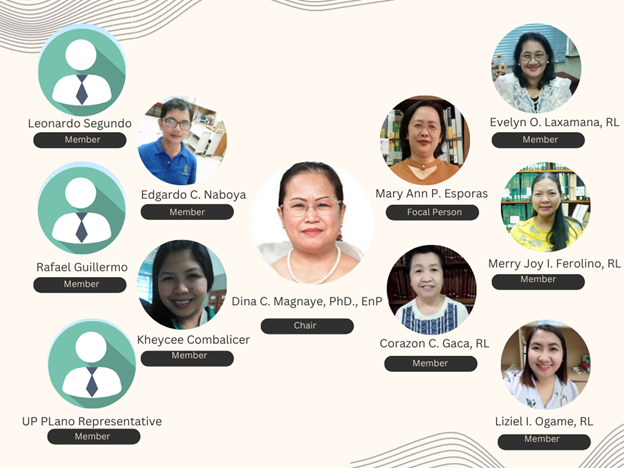 Leonardo Segundo
Member
Edgardo C. Naboya
Member
Rafael Guillermo
Member
Kheycee Combalicer
Member
UP PLano Representative
Member
Dina C. Magnaye, PhD., EnP
Chair
Mary Ann P. Esporas
Focal Person
Corazon C. Gaca, RL
Member
Evelyn O. Laxamana, RL
Member
Merry Joy I. Ferolino, RL
Member
Liziel I. Ogame, RL
Member